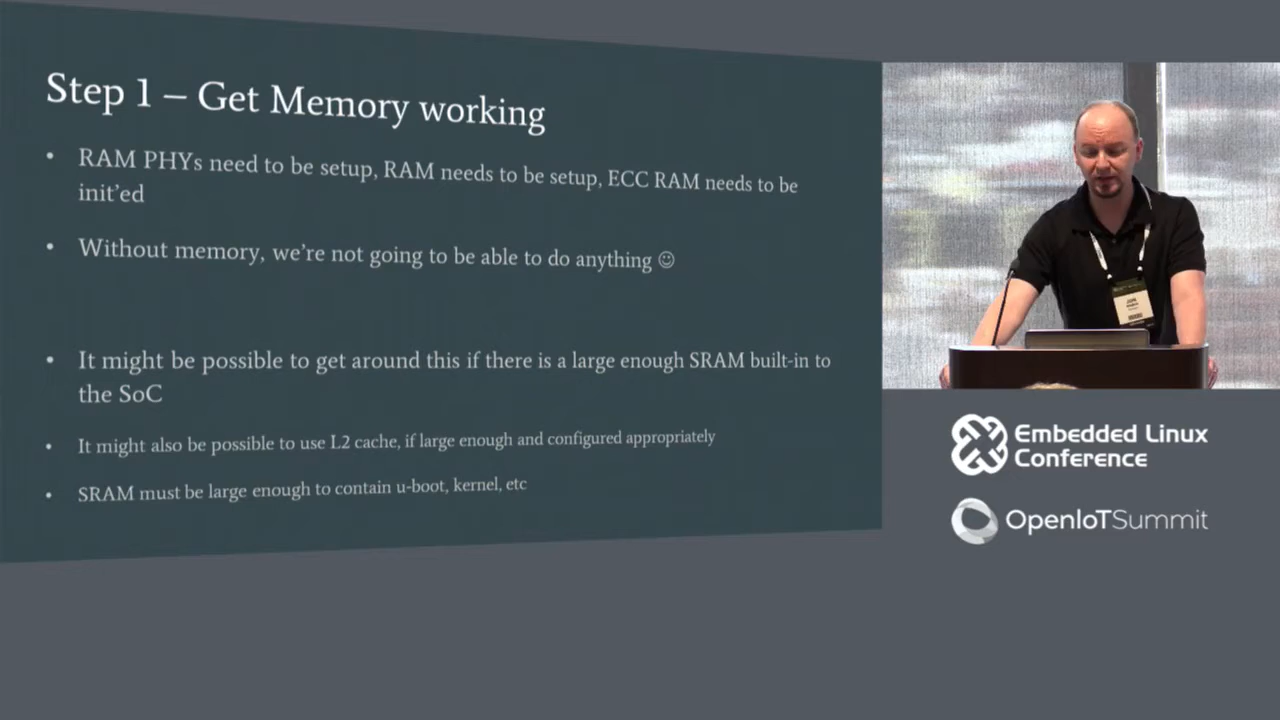 Step 1 – Get Memory working
• RAM PHYs need to be setup, RAM needs to be setup, ECC RAM needs to be
init’ed
• Without memory, we’re not going to be able to do anything ☺
• It might be possible to get around this if there is a large enough SRAM built-in to
the SoC
• It might also be possible to use L2 cache, if large enough and configured appropriately
• SRAM must be large enough to contain u-boot, kernel, etc
JON
Embedded Linux
Conference
OpenIoTSummit